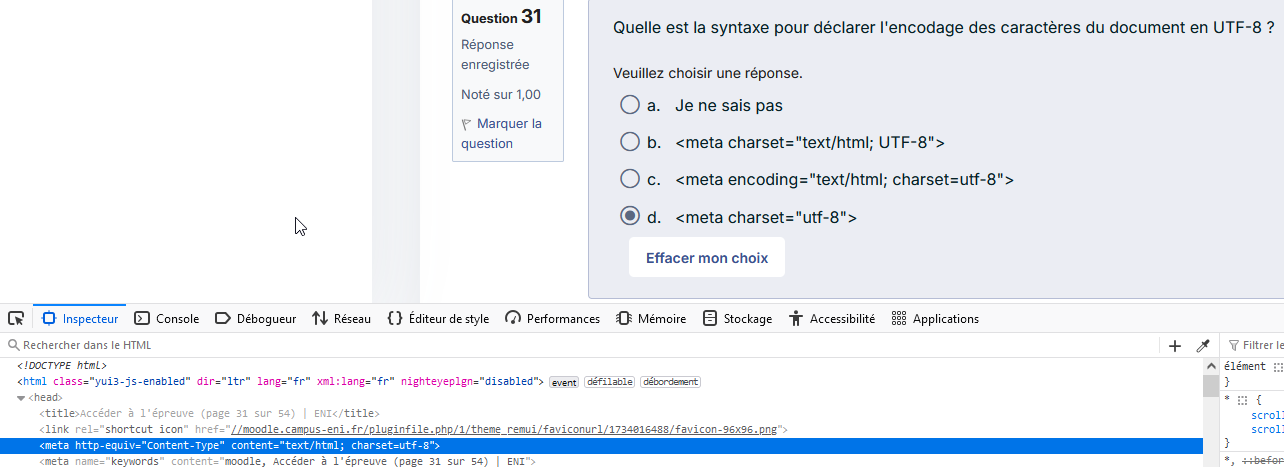 Question 31
Réponse
enregistrée
Noté sur 1,00
Marquer la
question
Quelle est la syntaxe pour déclarer l'encodage des caractères du document en UTF-8 ?
Veuillez choisir une réponse.
a. Je ne sais pas
b. <meta charset="text/html; UTF-8">
c. <meta encoding="text/html; charset=utf-8">
d. <meta charset="utf-8">
Effacer mon choix
Inspecteur Console Débogueur Réseau {} Éditeur de style Performances Mémoire Stockage Accessibilité Applications
Rechercher dans le HTML
+
Filtrer le
<!DOCTYPE html>
<html class="yui3-js-enabled" dir="ltr" lang="fr" xml:lang="fr" nighteyeplgn="disabled"> event défilable débordement
<head>
<title>Accéder à l'épreuve (page 31 sur 54) | ENI</title>
<link rel="shortcut icon" href="//moodle.campus-eni.fr/pluginfile.php/1/theme_remui/faviconurl/1734016488/favicon-96x96.png">
<meta http-equiv="Content-Type" content="text/html; charset=utf-8">
<meta name="keywords" content="moodle, Accéder à l'épreuve (page 31 sur 54) | ENI">
élément
}
* {
scroll
scroll
}
*, ::befor